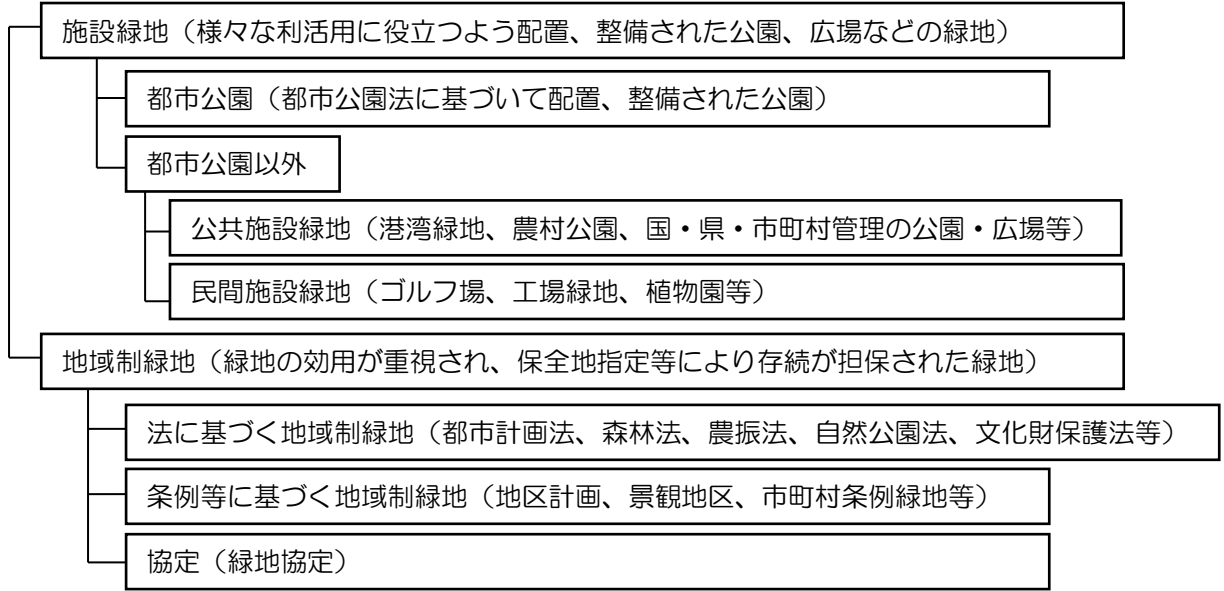 施設緑地（様々な利活用に役立つよう配置、整備された公園、広場などの緑地）
都市公園（都市公園法に基づいて配置、整備された公園）
都市公園以外
公共施設緑地（港湾緑地、農村公園、国・県・市町村管理の公園・広場等）
民間施設緑地（ゴルフ場、工場緑地、植物園等）
地域制緑地（緑地の効用が重視され、保全地指定等により存続が担保された緑地）
法に基づく地域制緑地（都市計画法、森林法、農振法、自然公園法、文化財保護法等）
条例等に基づく地域制緑地（地区計画、景観地区、市町村条例緑地等）
協定（緑地協定）